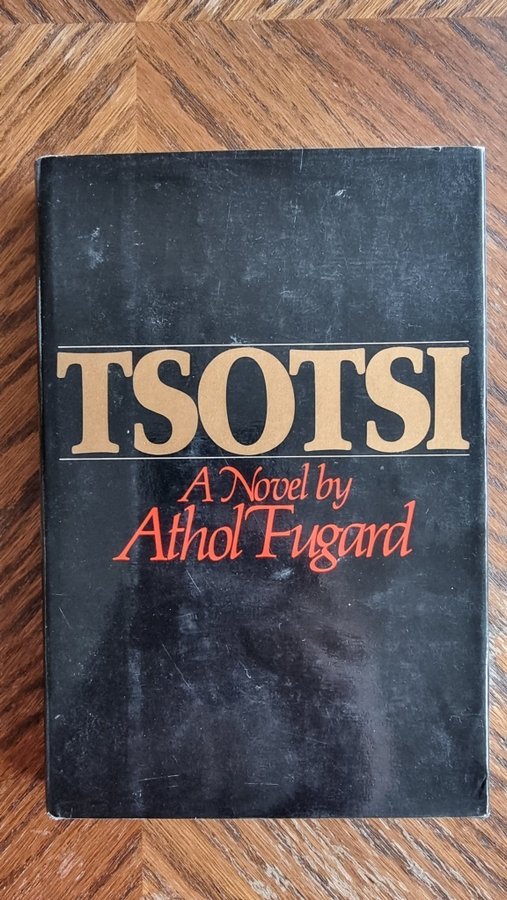 TSOTSI
A Novel by
Athol Fugard